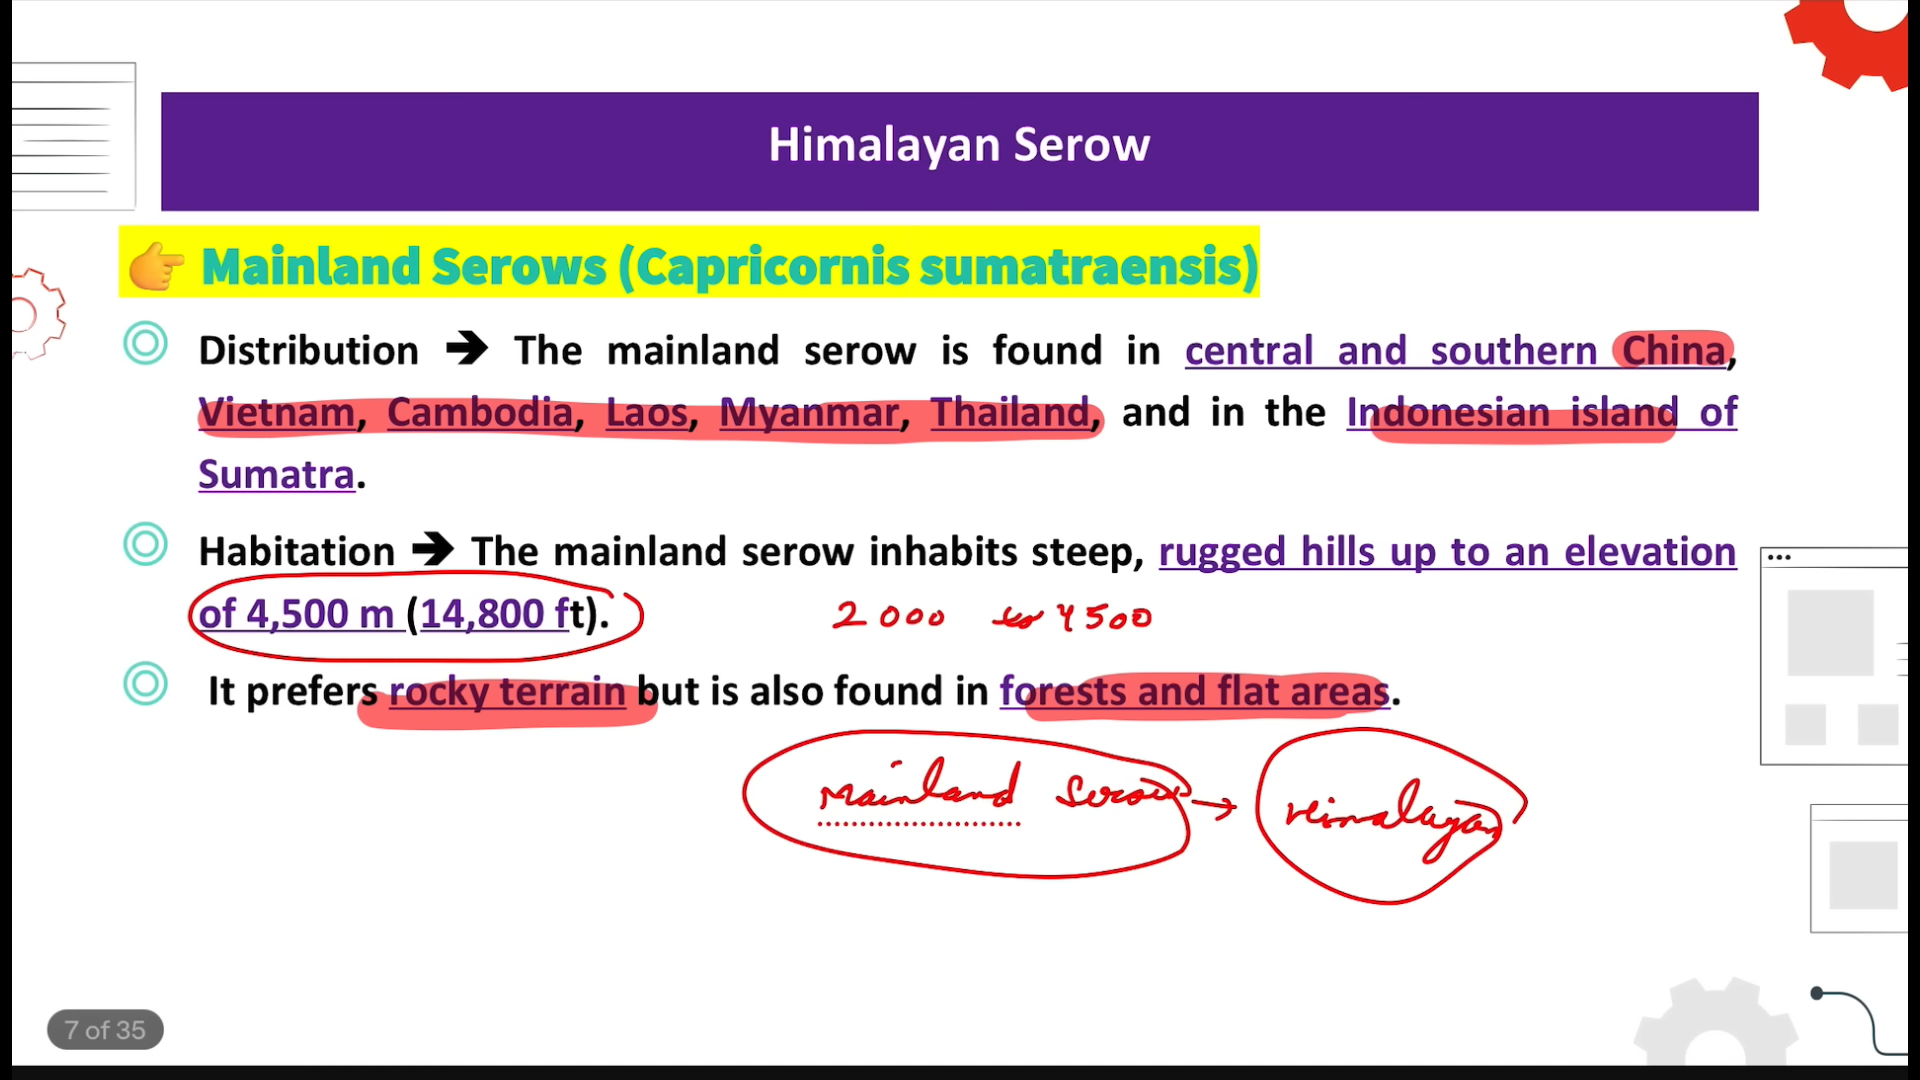 Himalayan Serow
👉 Mainland Serows (Capricornis sumatraensis)
Distribution ➔ The mainland serow is found in central and southern China,
Vietnam, Cambodia, Laos, Myanmar, Thailand, and in the Indonesian island of
Sumatra.
Habitation ➔ The mainland serow inhabits steep, rugged hills up to an elevation
of 4,500 m (14,800 ft).
2000 to 4500
It prefers rocky terrain but is also found in forests and flat areas.
Mainland Serow → Himalayan
7 of 35